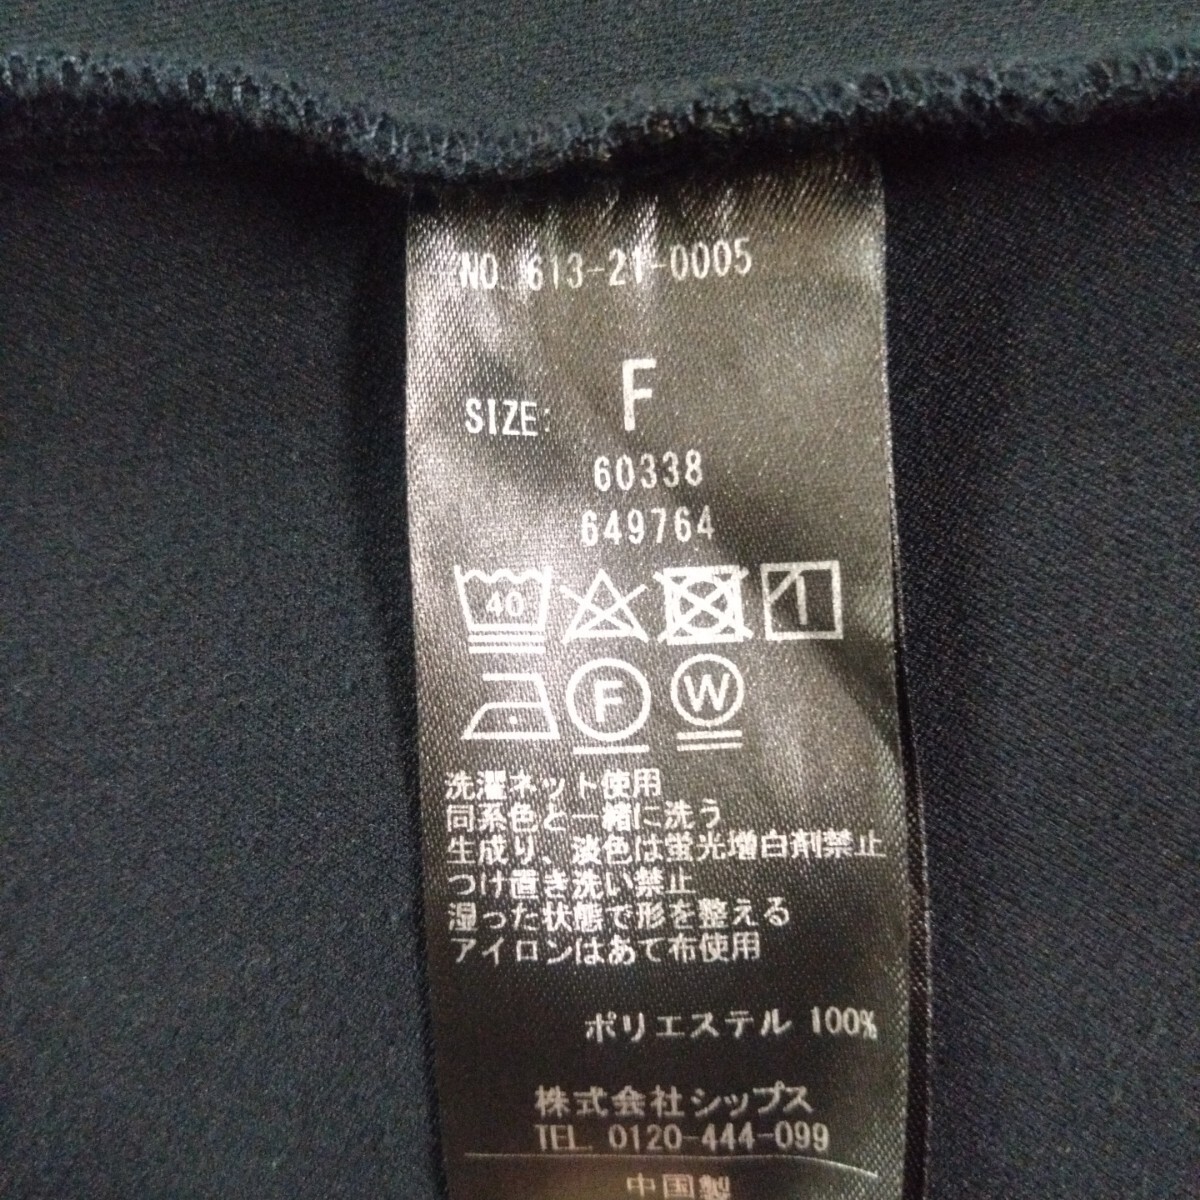 NO. 613-21-0005
SIZE: F
60338
649764
40
F W
洗濯ネット使用
同系色と一緒に洗う
生成り、淡色は蛍光増白剤禁止
つけ置き洗い禁止
湿った状態で形を整える
アイロンはあて布使用
ポリエステル 100%
株式会社シップス
TEL. 0120-444-099
中国製